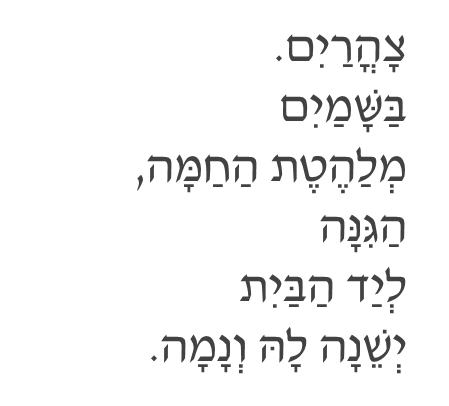 צָהֳרַיִם.
בַּשָּׁמַיִם
מְלַהֶטֶת הַחַמָּה,
הַגִּנָּה
לְיַד הַבַּיִת
יְשֵׁנָה לָהּ וְנָמָה.